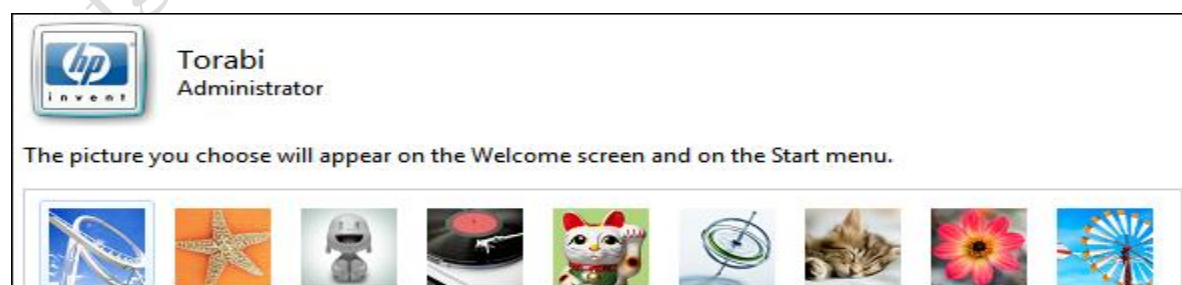 hp
invent
Torabi
Administrator
The picture you choose will appear on the Welcome screen and on the Start menu.